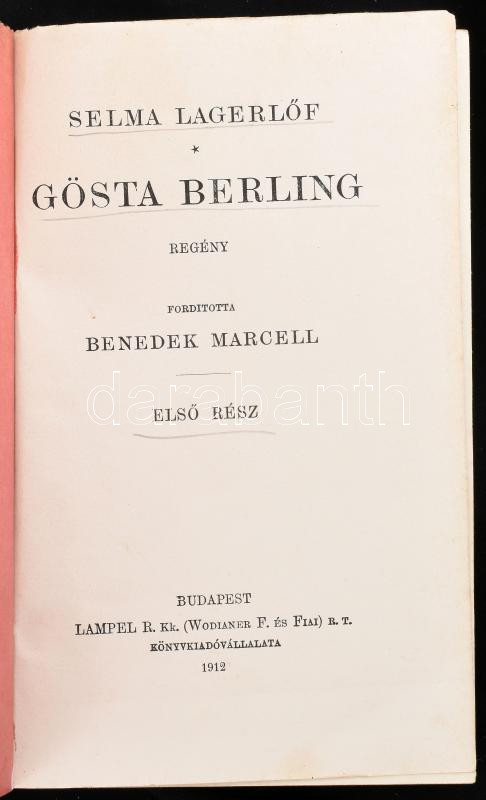 SELMA LAGERLŐF
*
GÖSTA BERLING
REGÉNY
FORDITOTTA
BENEDEK MARCELL
darabanth
ELSŐ RÉSZ
BUDAPEST
LAMPEL R. Kk. (WODIANER F. ÉS FIAI) R. T.
KÖNYVKIADÓVÁLLALATA
1912